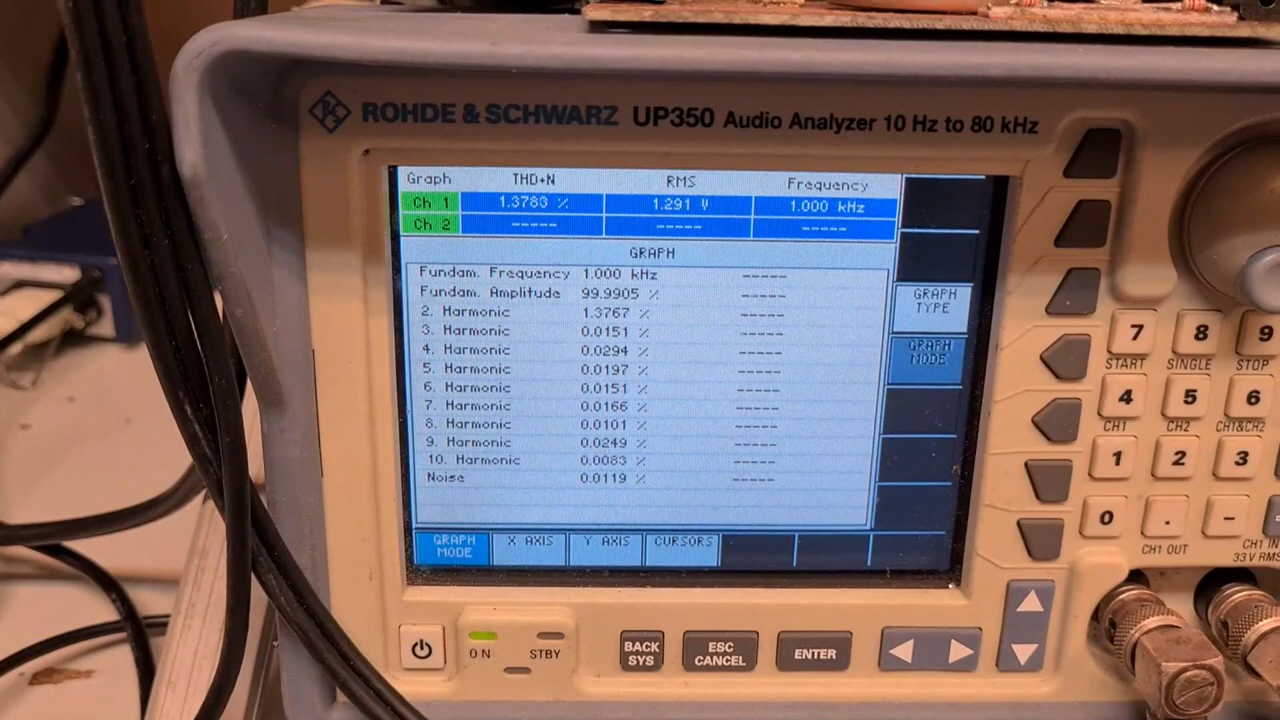 ROHDE & SCHWARZ UP350 Audio Analyzer 10 Hz to 80 kHz
Graph THD+N RMS Frequency
Ch 1 1.3783 % 1.291 V 1.000 kHz
Ch 2 ----- ----- -----
GRAPH
Fundam. Frequency 1.000 kHz -----
Fundam. Amplitude 99.9905 % -----
2. Harmonic 1.3767 % -----
3. Harmonic 0.0151 % -----
4. Harmonic 0.0294 % -----
5. Harmonic 0.0197 % -----
6. Harmonic 0.0151 % -----
7. Harmonic 0.0166 % -----
8. Harmonic 0.0101 % -----
9. Harmonic 0.0249 % -----
10. Harmonic 0.0083 % -----
Noise 0.0119 % -----
GRAPH
TYPE
GRAPH
MODE
GRAPH
MODE
X AXIS
Y AXIS
CURSORS
7 8 9
START SINGLE STOP
4 5 6
CH1 CH2 CH1&CH2
1 2 3
0 . −
CH1 OUT
CH1 IN
33 V RMS
ON
STBY
BACK
SYS
ESC
CANCEL
ENTER